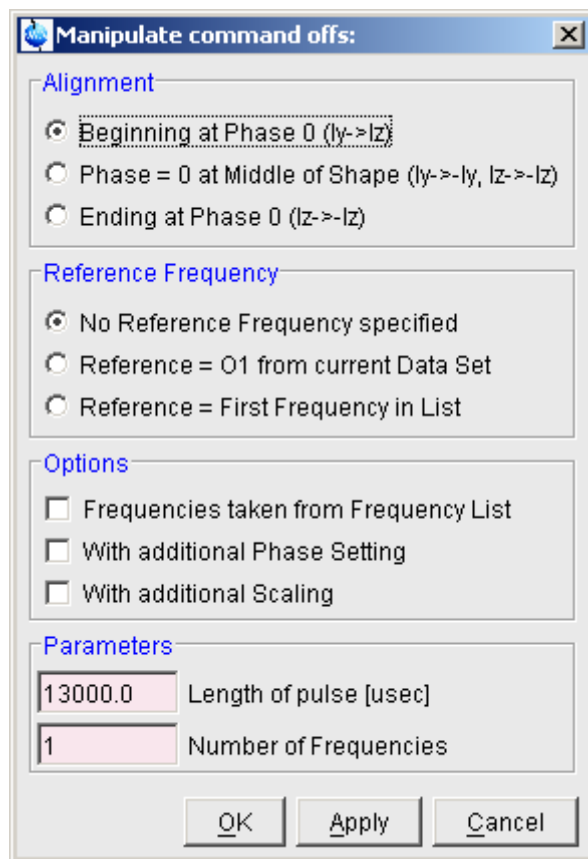 Manipulate command offs:
Alignment
Beginning at Phase 0 (Iy->Iz)
Phase = 0 at Middle of Shape (Iy->-Iy, Iz->-Iz)
Ending at Phase 0 (Iz->-Iz)
Reference Frequency
No Reference Frequency specified
Reference = O1 from current Data Set
Reference = First Frequency in List
Options
Frequencies taken from Frequency List
With additional Phase Setting
With additional Scaling
Parameters
13000.0 Length of pulse [usec]
1 Number of Frequencies
OK Apply Cancel